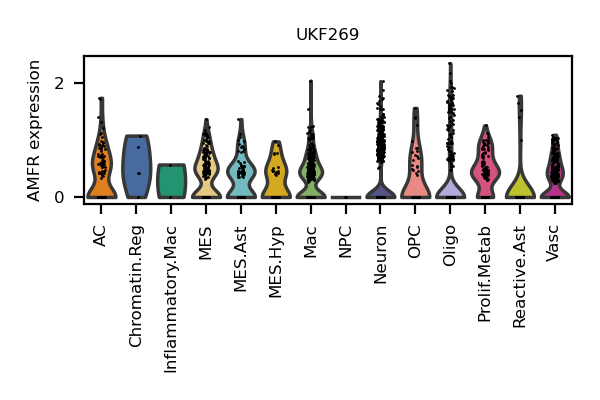 UKF269
AMFR expression
2
0
AC
Chromatin.Reg
Inflammatory.Mac
MES
MES.Ast
MES.Hyp
Mac
NPC
Neuron
OPC
Oligo
Prolif.Metab
Reactive.Ast
Vasc